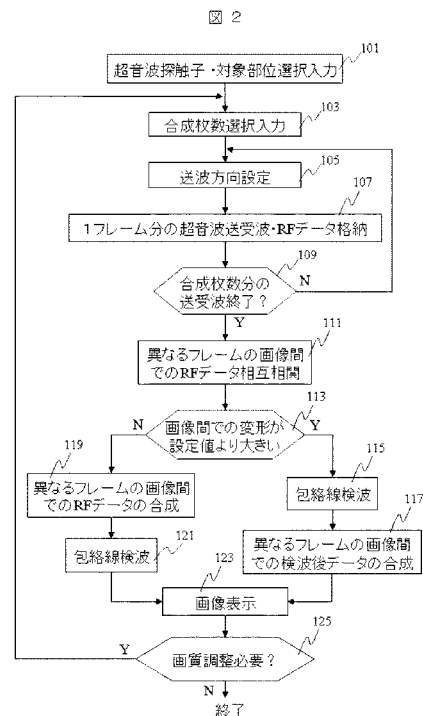 図 2
101
超音波探触子・対象部位選択入力
103
合成枚数選択入力
105
送波方向設定
107
1フレーム分の超音波送受波・RFデータ格納
109
合成枚数分の
送受波終了？
N
Y
111
異なるフレームの画像間
でのRFデータ相互相関
113
N
画像間での変形が
設定値より大きい
Y
119
異なるフレームの画像間
でのRFデータの合成
115
包絡線検波
121
包絡線検波
117
異なるフレームの画像間
での検波後データの合成
123
画像表示
125
Y
画質調整必要？
N
終了